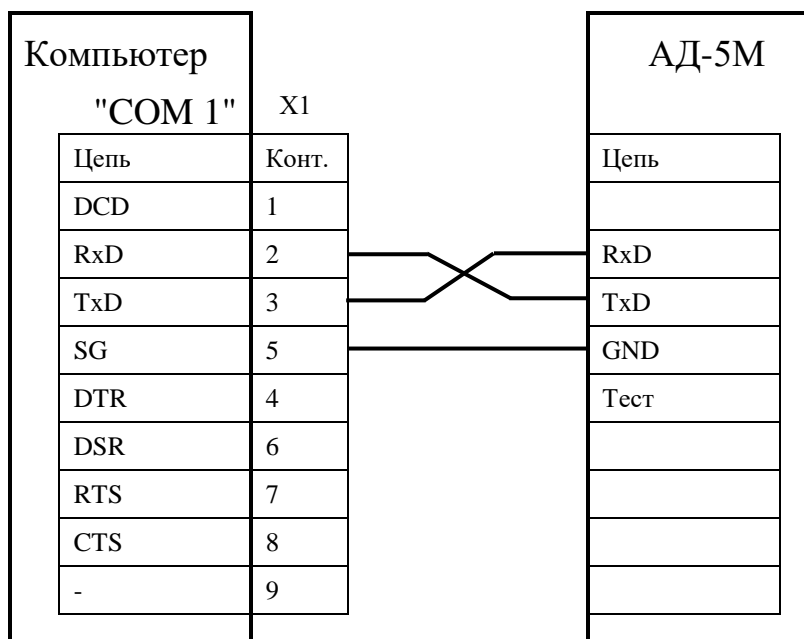 Компьютер АД-5М
"COM 1" X1
Цепь Конт. Цепь
DCD 1
RxD 2 RxD
TxD 3 TxD
SG 5 GND
DTR 4 Тест
DSR 6
RTS 7
CTS 8
- 9